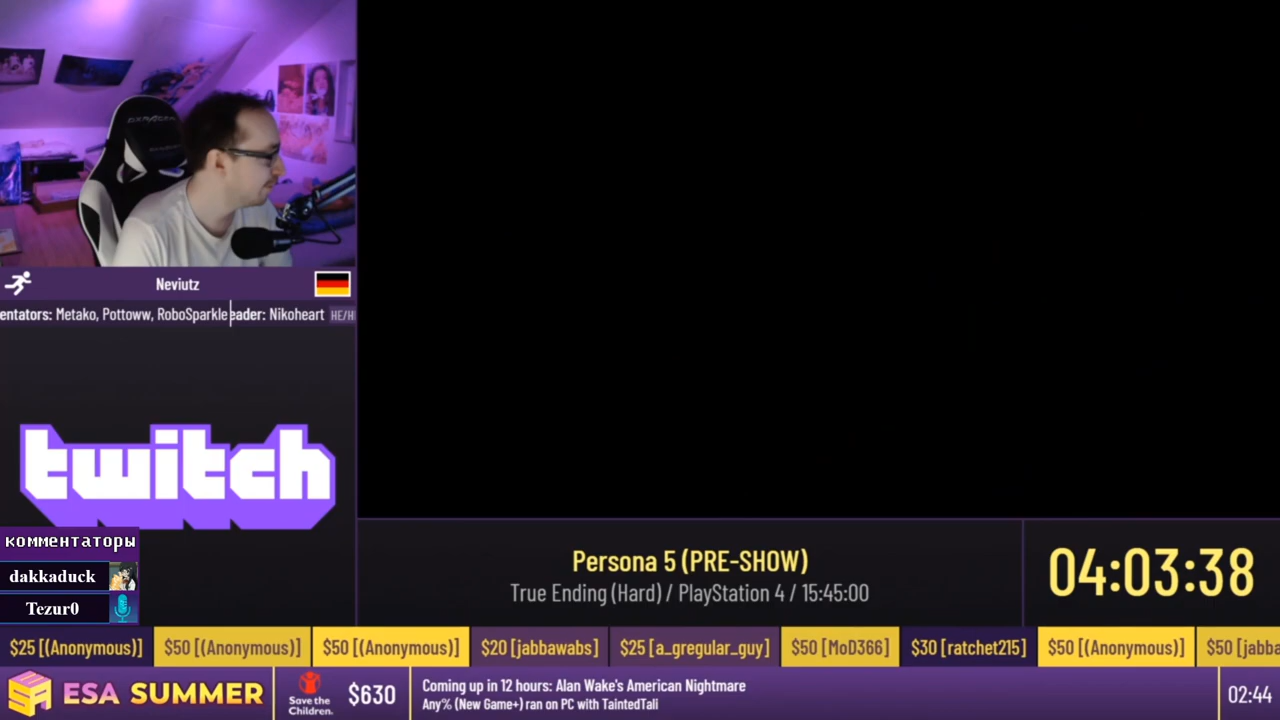 Neviutz
entators: Metako, Pottoww, RoboSparkle
eader: Nikoheart HE/H
twitch
комментаторы
dakkaduck
Tezur0
Persona 5 (PRE-SHOW)
True Ending (Hard) / PlayStation 4 / 15:45:00
04:03:38
$25 [(Anonymous)]
$50 [(Anonymous)]
$50 [(Anonymous)]
$20 [jabbawabs]
$25 [a_gregular_guy]
$50 [MoD366]
$30 [ratchet215]
$50 [(Anonymous)]
$50 [jabba
ESA SUMMER
Save the
Children.
$630
Coming up in 12 hours: Alan Wake's American Nightmare
Any% (New Game+) ran on PC with TaintedTali
02:44